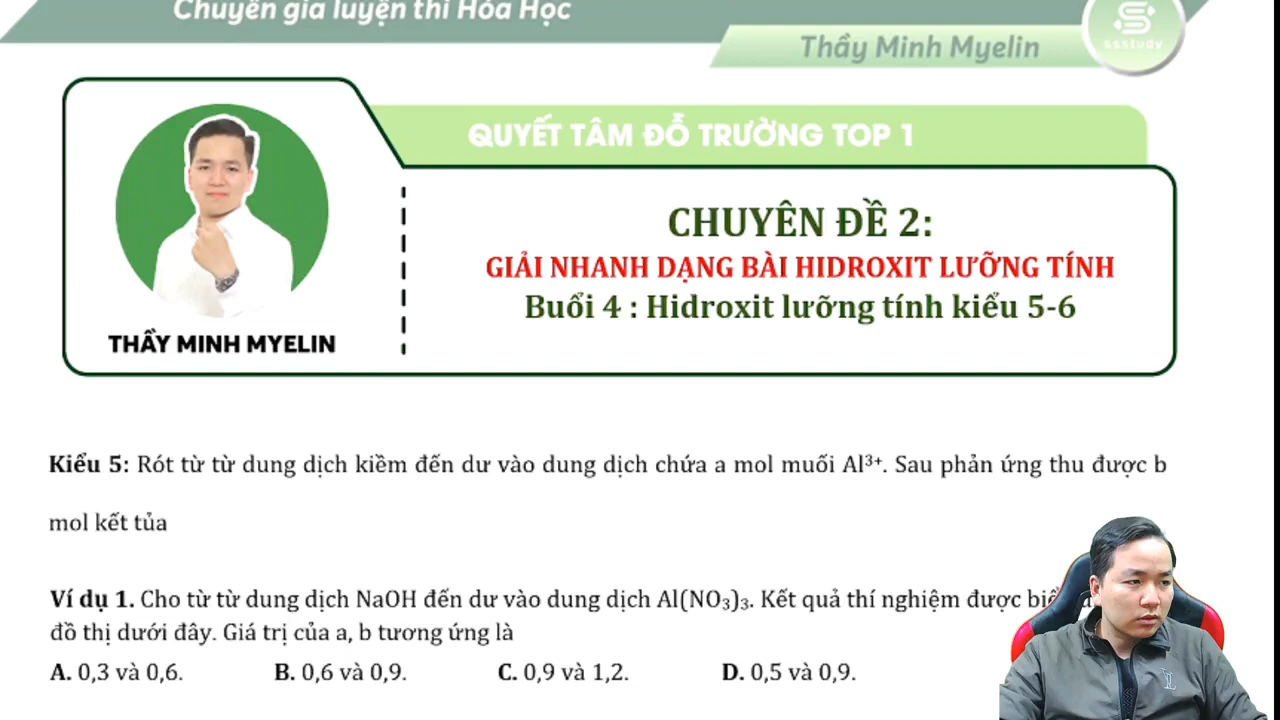 Chuyên gia luyện thi Hóa Học
Thầy Minh Myelin
ssstudy
QUYẾT TÂM ĐỖ TRƯỜNG TOP 1
CHUYÊN ĐỀ 2:
GIẢI NHANH DẠNG BÀI HIDROXIT LƯỠNG TÍNH
Buổi 4 : Hidroxit lưỡng tính kiểu 5-6
THẦY MINH MYELIN
Kiểu 5: Rót từ từ dung dịch kiềm đến dư vào dung dịch chứa a mol muối Al³⁺. Sau phản ứng thu được b
mol kết tủa
Ví dụ 1. Cho từ từ dung dịch NaOH đến dư vào dung dịch Al(NO₃)₃. Kết quả thí nghiệm được
đồ thị dưới đây. Giá trị của a, b tương ứng là
A. 0,3 và 0,6. B. 0,6 và 0,9. C. 0,9 và 1,2. D. 0,5 và 0,9.